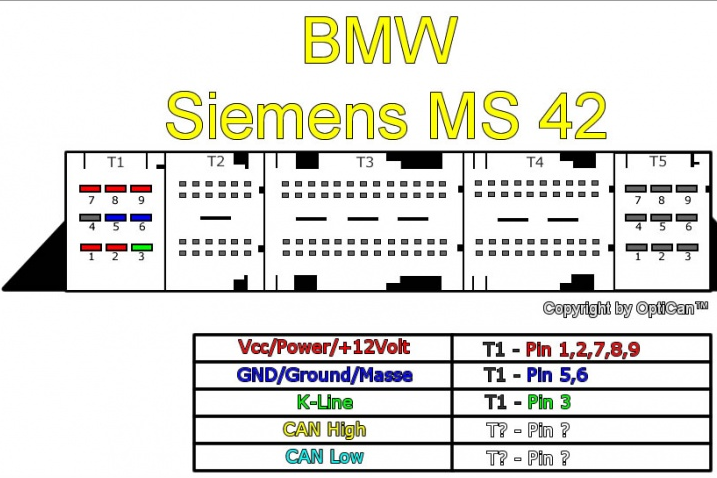 BMW
Siemens MS 42
T1 T2 T3 T4 T5
7 8 9 7 8 9
4 5 6 4 5 6
1 2 3 1 2 3
Copyright by OptiCan™
Vcc/Power/+12Volt T1 - Pin 1,2,7,8,9
GND/Ground/Masse T1 - Pin 5,6
K-Line T1 - Pin 3
CAN High T? - Pin ?
CAN Low T? - Pin ?